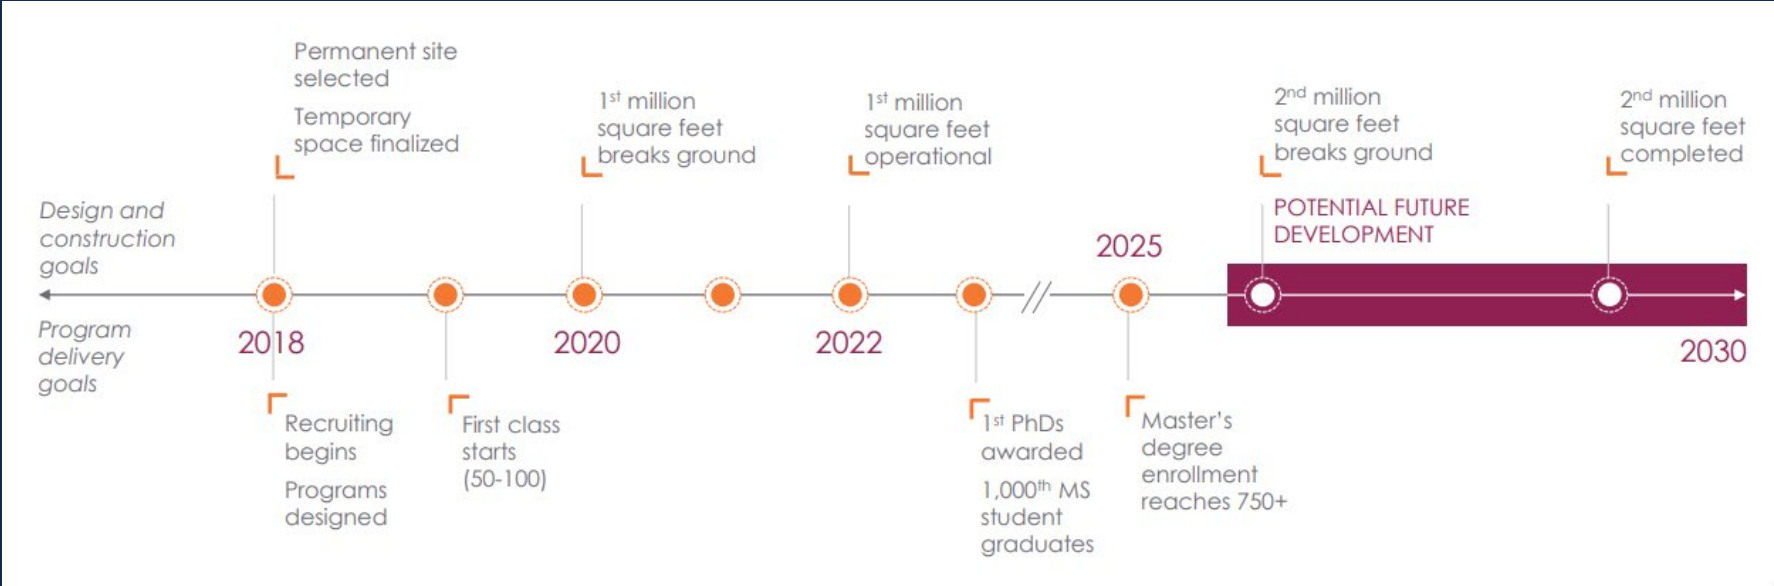 Permanent site
selected
Temporary
space finalized
1st million
square feet
breaks ground
1st million
square feet
operational
2nd million
square feet
breaks ground
2nd million
square feet
completed
Design and
construction
goals
POTENTIAL FUTURE
DEVELOPMENT
2025
Program
delivery
goals
2018
2020
2022
2030
Recruiting
begins
Programs
designed
First class
starts
(50-100)
1st PhDs
awarded
1,000th MS
student
graduates
Master's
degree
enrollment
reaches 750+